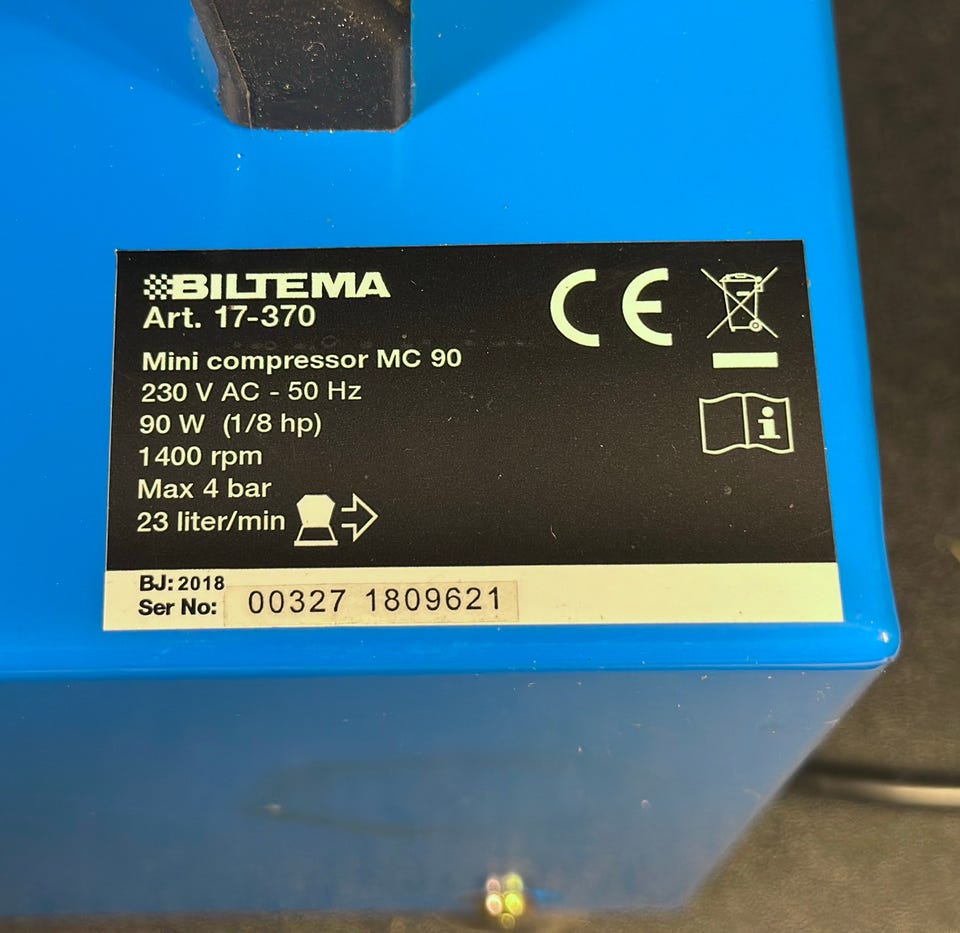 BILTEMA
Art. 17-370
Mini compressor MC 90
230 V AC - 50 Hz
90 W (1/8 hp)
1400 rpm
Max 4 bar
23 liter/min
CE
i
BJ: 2018
Ser No: 00327 1809621